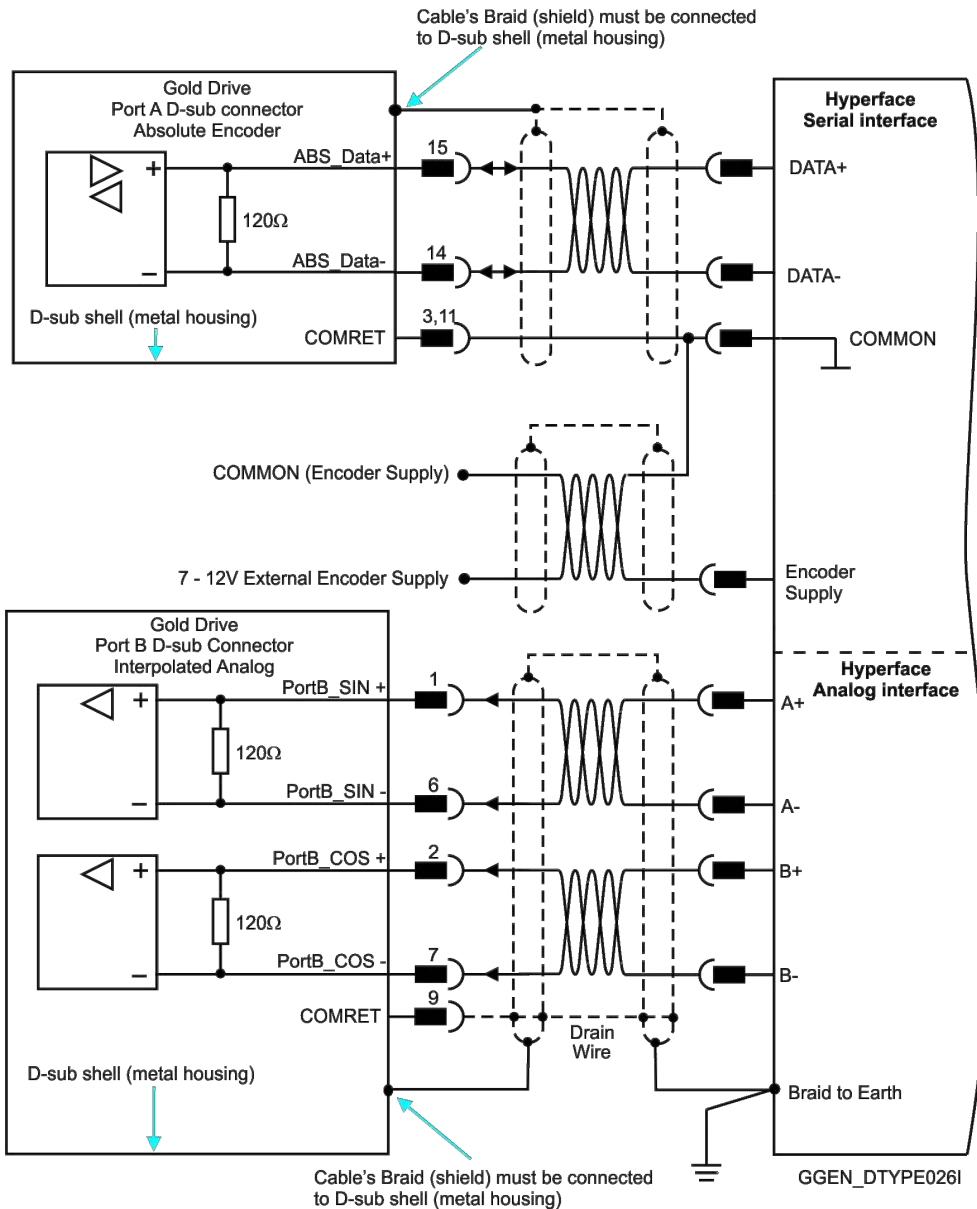 Cable's Braid (shield) must be connected
to D-sub shell (metal housing)
Gold Drive
Port A D-sub connector
Absolute Encoder
Hyperface
Serial interface
ABS_Data+
15
DATA+
+
120Ω
ABS_Data-
14
DATA-
−
D-sub shell (metal housing)
COMRET
3,11
COMMON
COMMON (Encoder Supply)
7 - 12V External Encoder Supply
Encoder
Supply
Gold Drive
Port B D-sub Connector
Interpolated Analog
Hyperface
Analog interface
PortB_SIN +
1
A+
+
120Ω
PortB_SIN -
6
A-
−
PortB_COS +
2
B+
+
120Ω
PortB_COS -
7
B-
−
COMRET
9
Drain
Wire
D-sub shell (metal housing)
Braid to Earth
Cable's Braid (shield) must be connected
to D-sub shell (metal housing)
GGEN_DTYPE026I